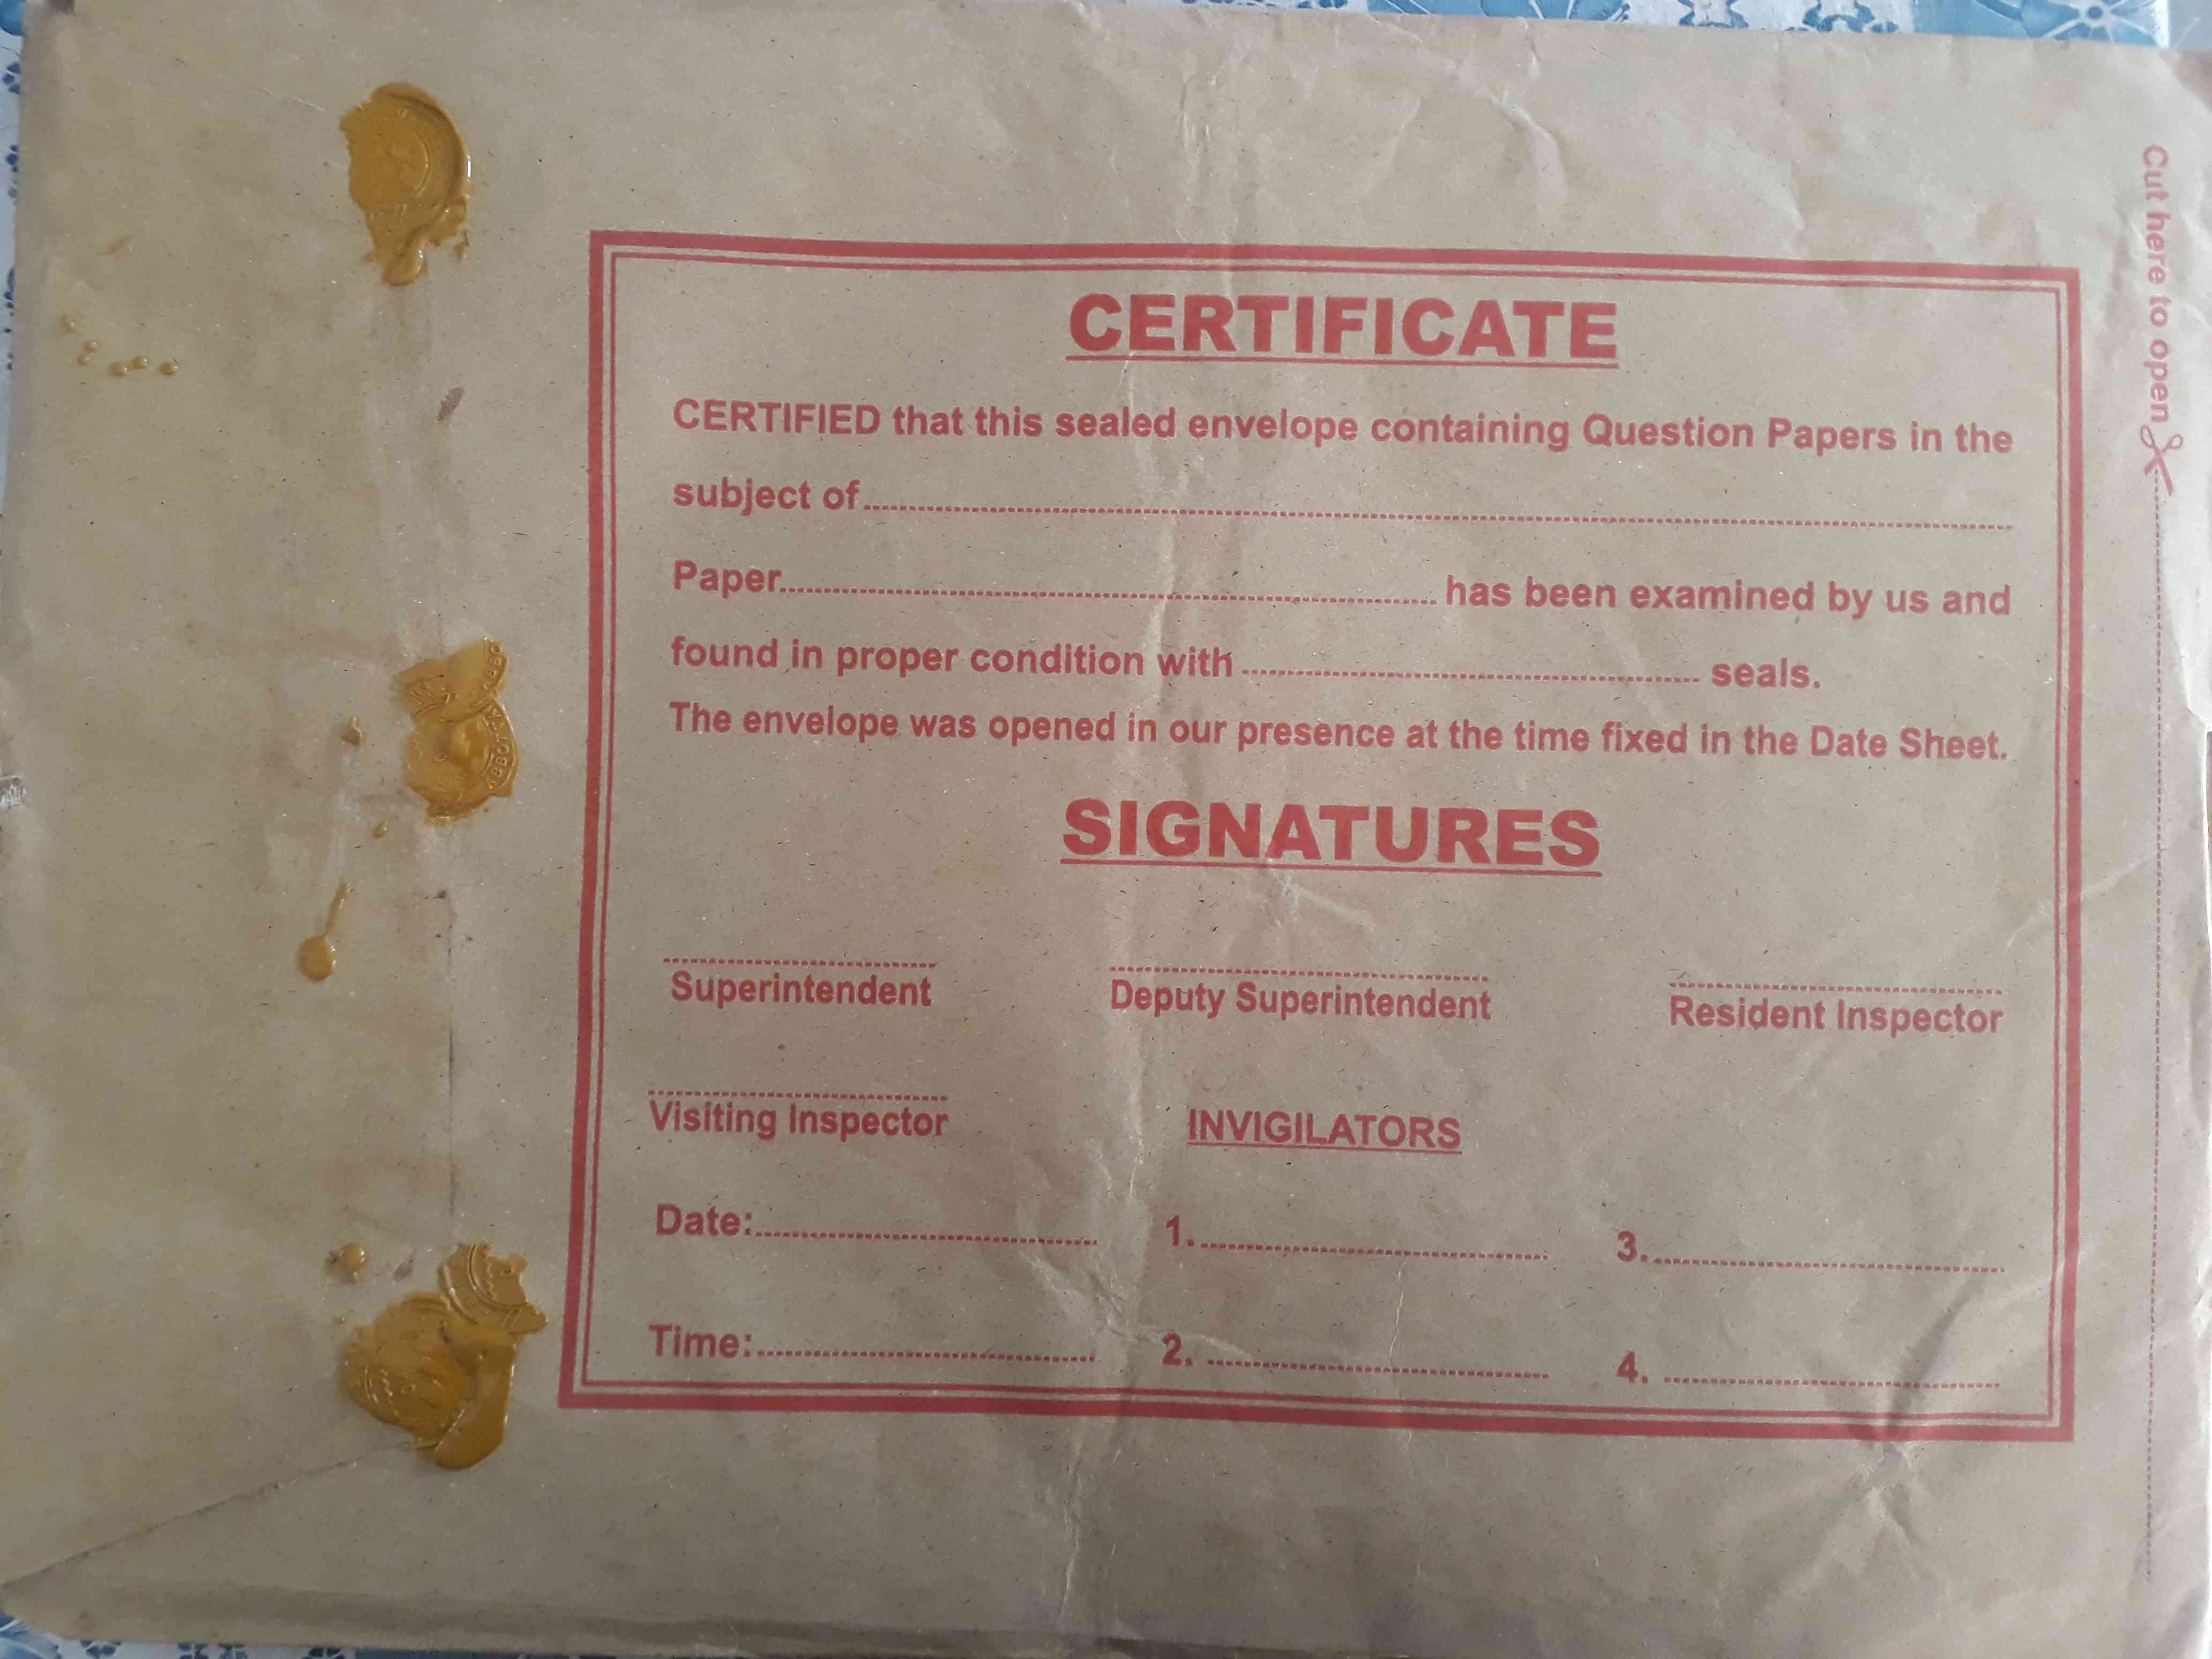 CERTIFICATE
CERTIFIED that this sealed envelope containing Question Papers in the
subject of
Paper has been examined by us and
found in proper condition with seals.
The envelope was opened in our presence at the time fixed in the Date Sheet.
SIGNATURES
Superintendent
Deputy Superintendent
Resident Inspector
Visiting Inspector
INVIGILATORS
Date: 1. 3.
Time: 2. 4.
Cut here to open